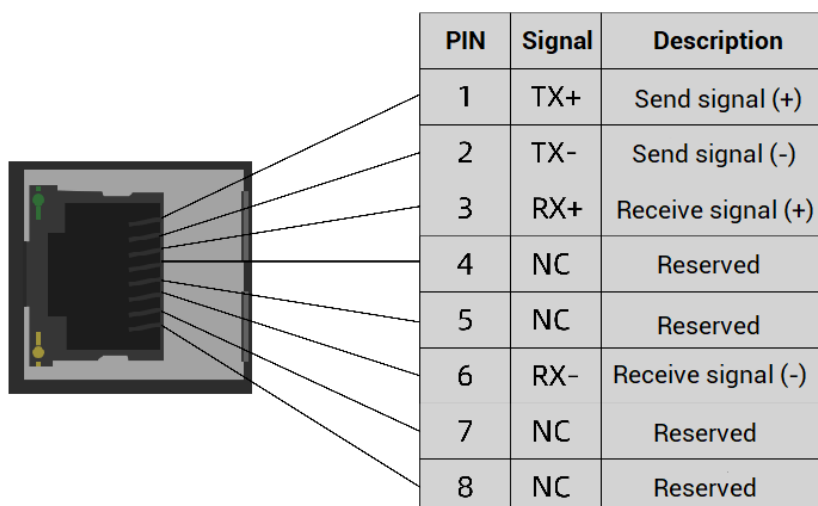 PIN Signal Description
1 TX+ Send signal (+)
2 TX- Send signal (-)
3 RX+ Receive signal (+)
4 NC Reserved
5 NC Reserved
6 RX- Receive signal (-)
7 NC Reserved
8 NC Reserved